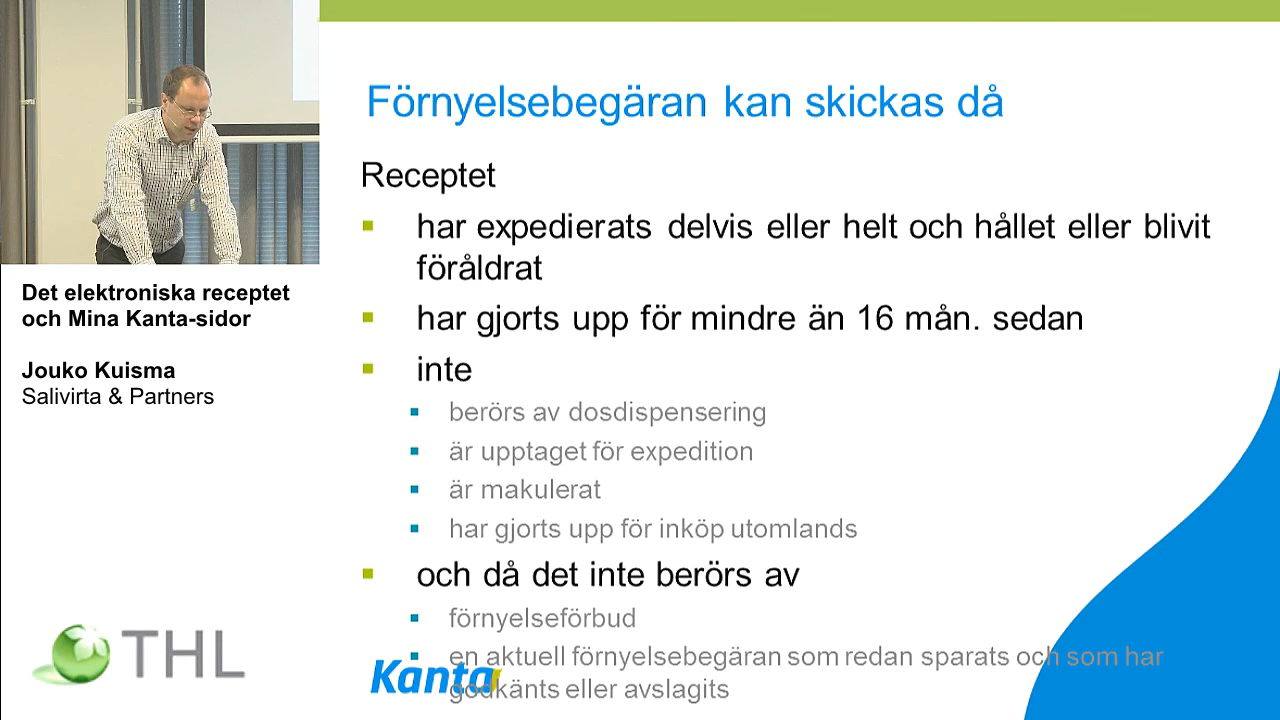 Förnyelsebegäran kan skickas då
Receptet
har expedierats delvis eller helt och hållet eller blivit
föråldrat
har gjorts upp för mindre än 16 mån. sedan
inte
berörs av dosdispensering
är upptaget för expedition
är makulerat
har gjorts upp för inköp utomlands
och då det inte berörs av
förnyelseförbud
en aktuell förnyelsebegäran som redan sparats och som har
godkänts eller avslagits
Kanta
Det elektroniska receptet
och Mina Kanta-sidor
Jouko Kuisma
Salivirta & Partners
THL